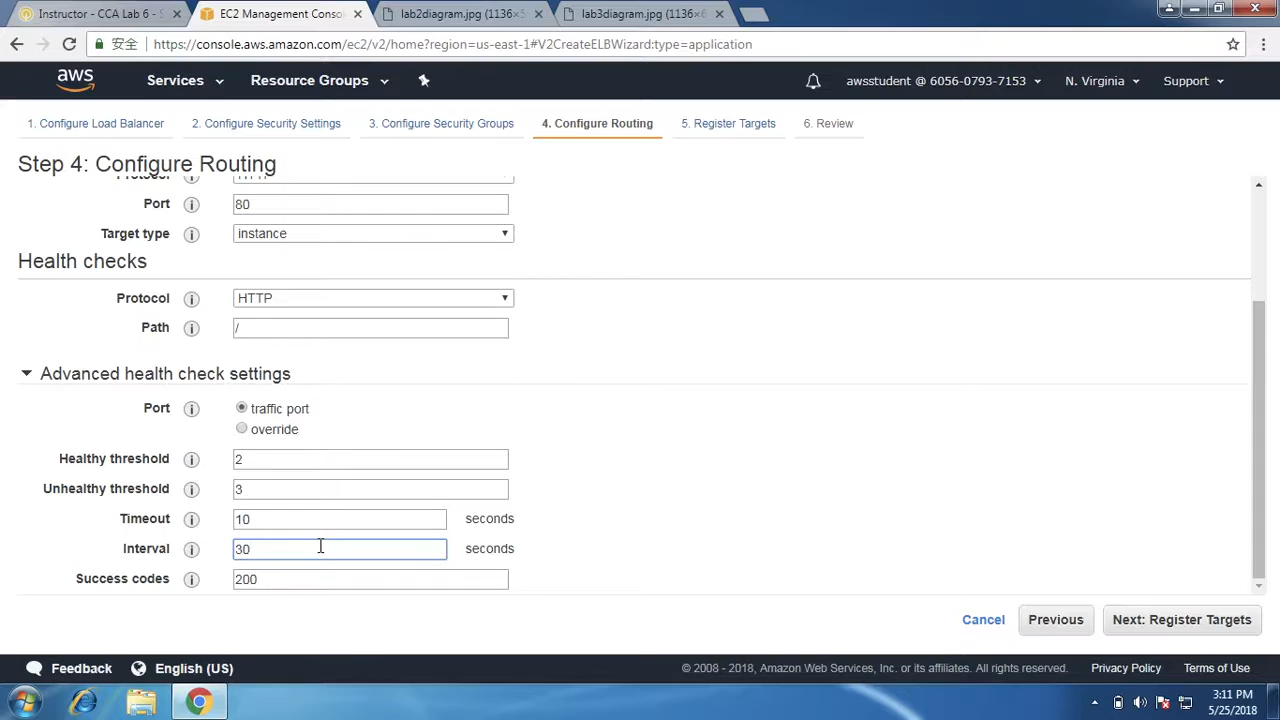 Instructor - CCA Lab 6 - S
EC2 Management Conso
lab2diagram.jpg (1136×5
lab3diagram.jpg (1136×6
安全 https://console.aws.amazon.com/ec2/v2/home?region=us-east-1#V2CreateELBWizard:type=application
aws Services Resource Groups awsstudent @ 6056-0793-7153 N. Virginia Support
1. Configure Load Balancer 2. Configure Security Settings 3. Configure Security Groups 4. Configure Routing 5. Register Targets 6. Review
Step 4: Configure Routing
Protocol HTTP
Port 80
Target type instance
Health checks
Protocol HTTP
Path /
Advanced health check settings
Port traffic port
override
Healthy threshold 2
Unhealthy threshold 3
Timeout 10 seconds
Interval 30 seconds
Success codes 200
Cancel Previous Next: Register Targets
Feedback English (US) © 2008 - 2018, Amazon Web Services, Inc. or its affiliates. All rights reserved. Privacy Policy Terms of Use
3:11 PM
5/25/2018